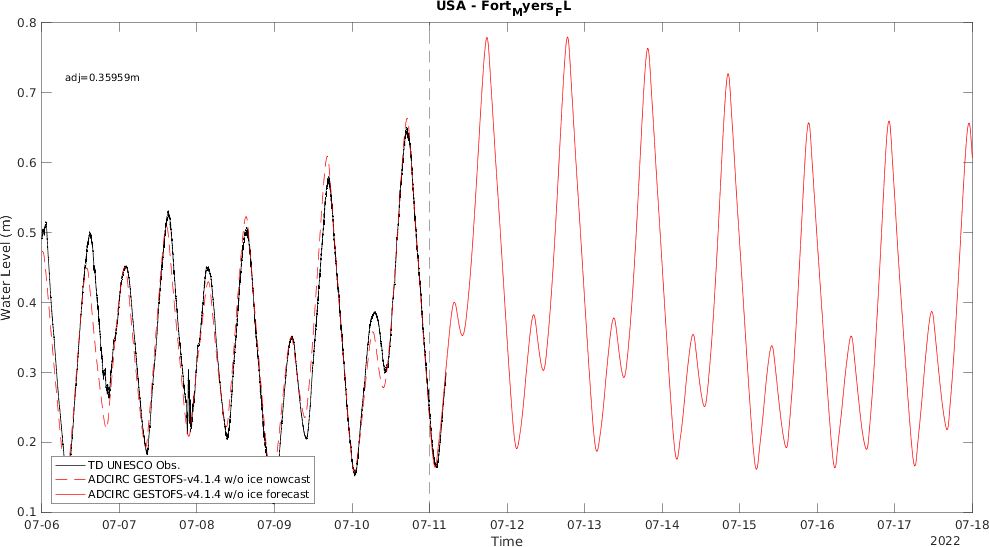 USA - Fort_Myers_FL
0.8
adj=0.35959m
0.7
0.6
0.5
Water Level (m)
0.4
0.3
0.2
TD UNESCO Obs.
ADCIRC GESTOFS-v4.1.4 w/o ice nowcast
ADCIRC GESTOFS-v4.1.4 w/o ice forecast
0.1
07-06 07-07 07-08 07-09 07-10 07-11 07-12 07-13 07-14 07-15 07-16 07-17 07-18
Time
2022